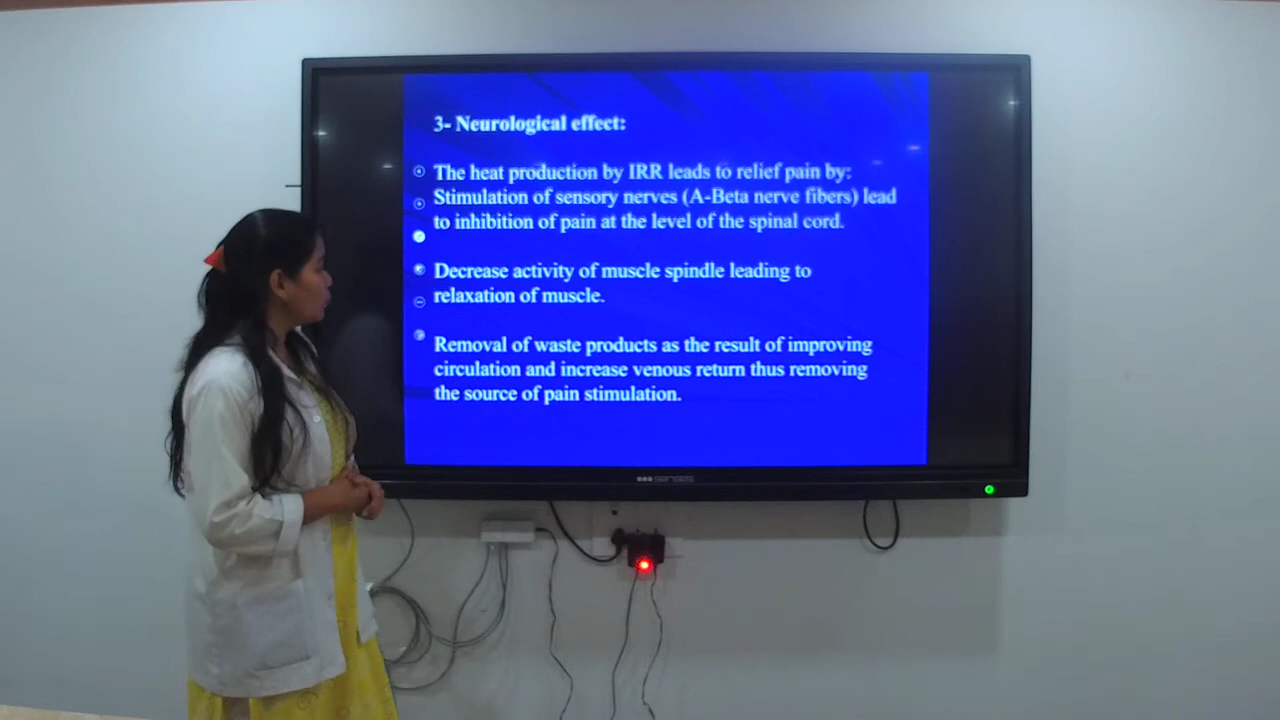 3- Neurological effect:
The heat production by IRR leads to relief pain by:
Stimulation of sensory nerves (A-Beta nerve fibers) lead
to inhibition of pain at the level of the spinal cord.
Decrease activity of muscle spindle leading to
relaxation of muscle.
Removal of waste products as the result of improving
circulation and increase venous return thus removing
the source of pain stimulation.